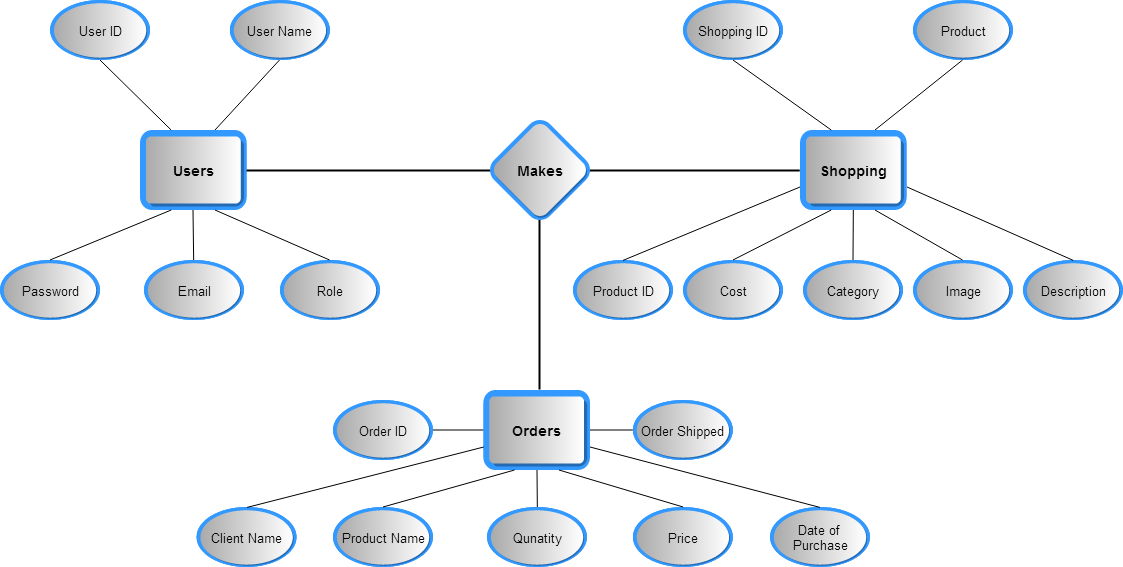 User ID
User Name
Shopping ID
Product
Users
Makes
Shopping
Password
Email
Role
Product ID
Cost
Category
Image
Description
Order ID
Orders
Order Shipped
Client Name
Product Name
Qunatity
Price
Date of
Purchase